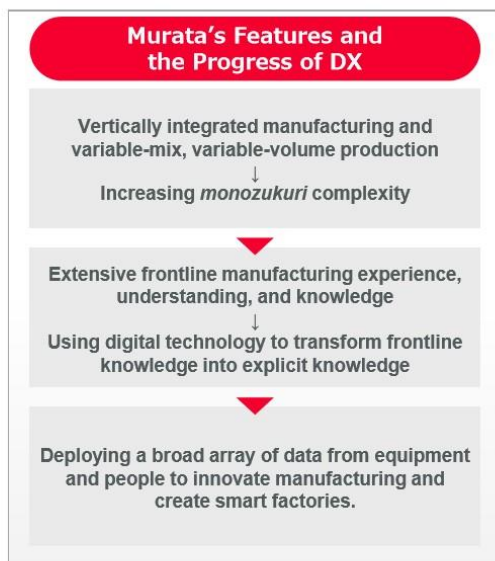 Murata’s Features and
the Progress of DX
Vertically integrated manufacturing and
variable-mix, variable-volume production
↓
Increasing monozukuri complexity
Extensive frontline manufacturing experience,
understanding, and knowledge
↓
Using digital technology to transform frontline
knowledge into explicit knowledge
Deploying a broad array of data from equipment
and people to innovate manufacturing and
create smart factories.